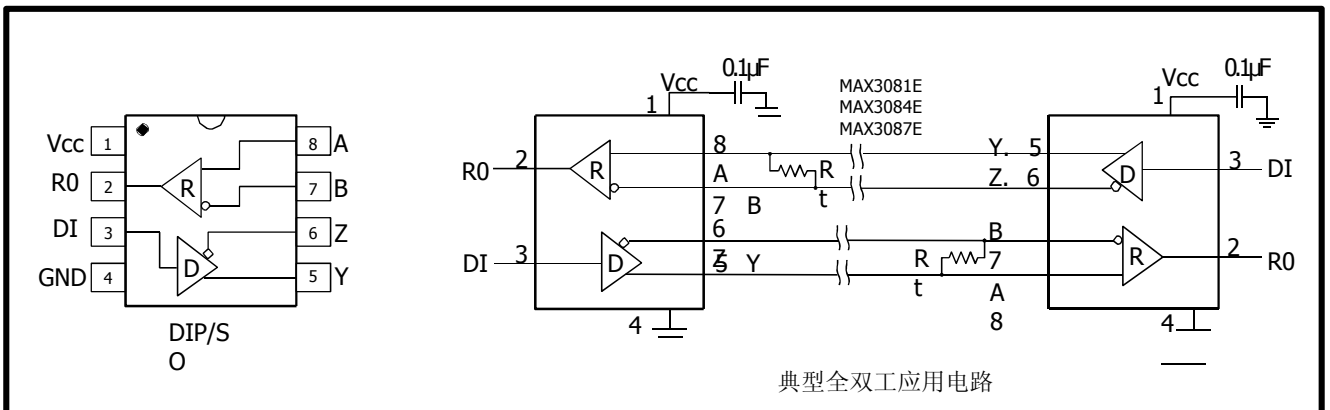 Vcc 1
8 A
R0 2
R
7 B
DI 3
6 Z
D
GND 4
5 Y
DIP/S
O
Vcc
0.1μF
1
MAX3081E
MAX3084E
MAX3087E
R0 2
R
8
A
7 B
R
t
DI 3
D
6
Z
5 Y
4
Vcc
0.1μF
1
Y. 5
Z. 6
D
3 DI
B
7
A
8
R
t
R
2 R0
4
典型全双工应用电路